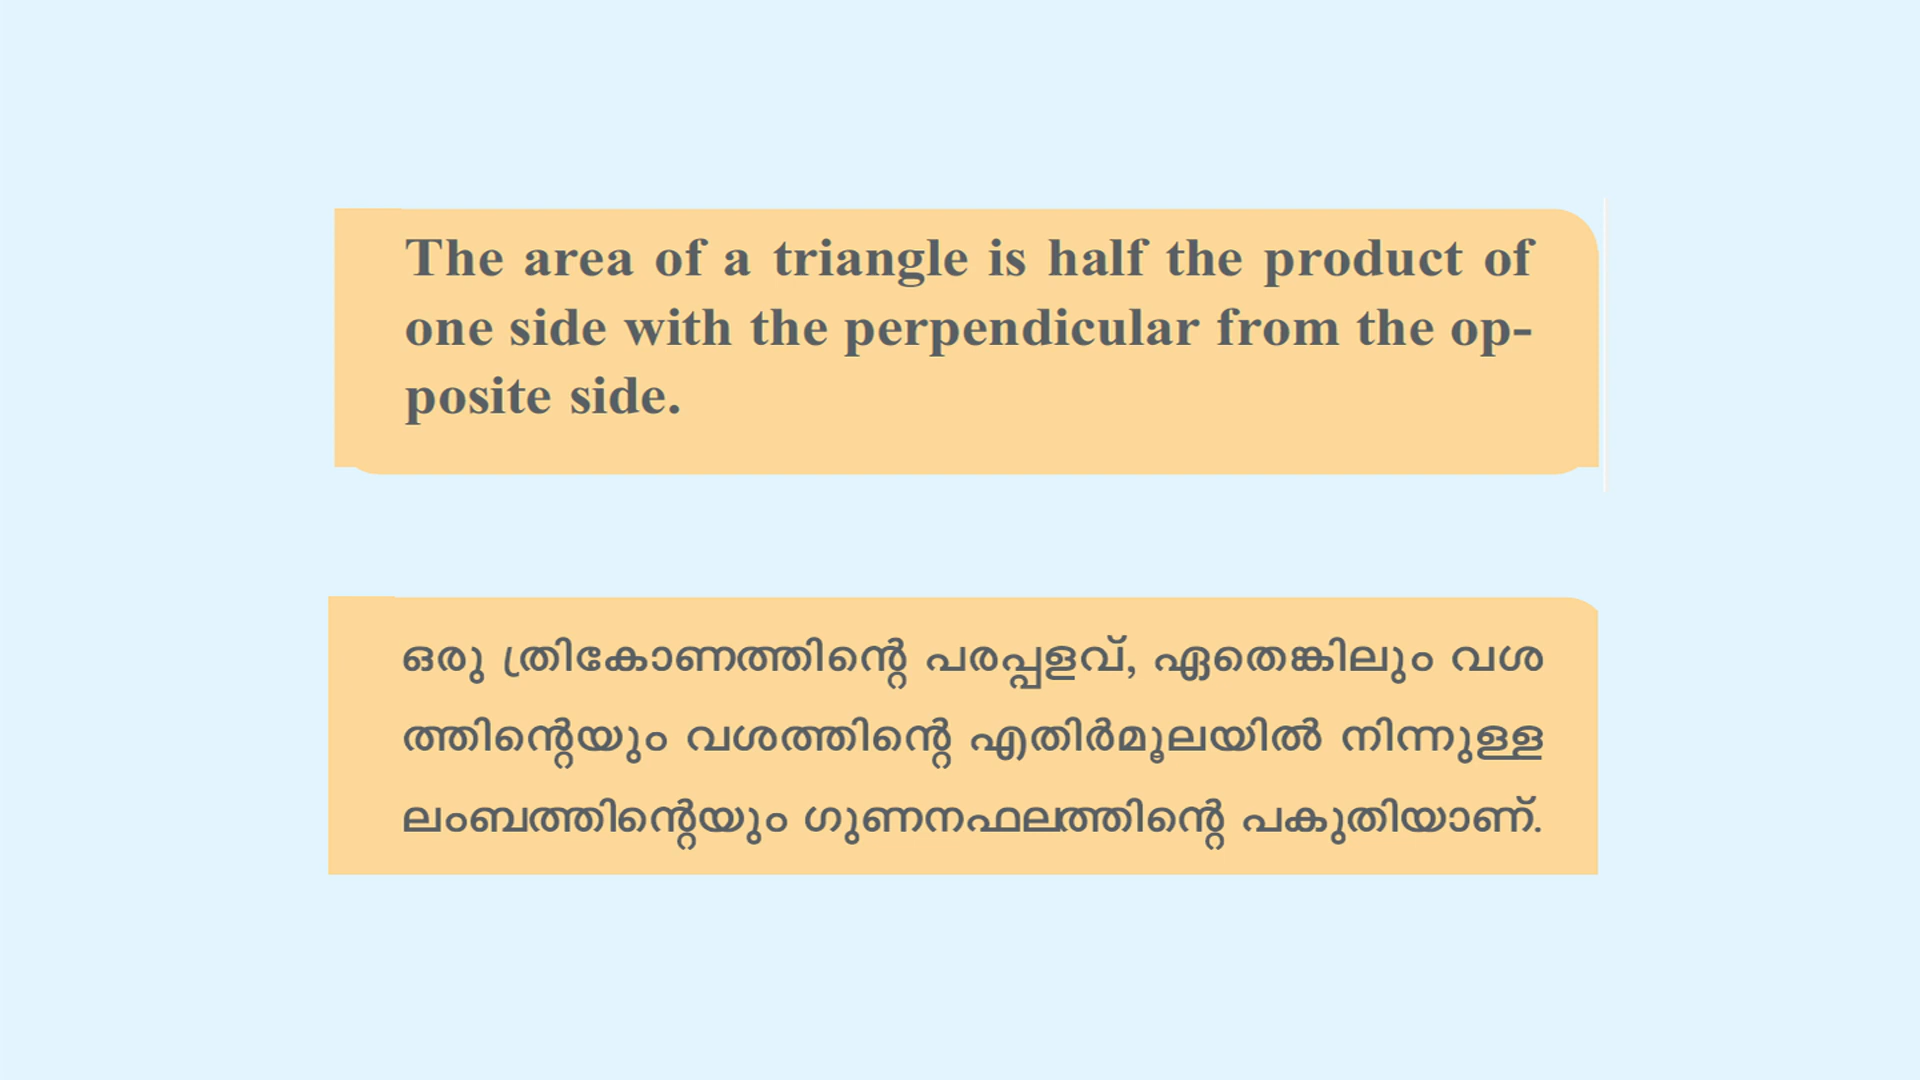 The area of a triangle is half the product of
one side with the perpendicular from the op-
posite side.
ഒരു ത്രികോണത്തിന്റെ പരപ്പളവ്, ഏതെങ്കിലും വശ
ത്തിന്റെയും വശത്തിന്റെ എതിർമൂലയിൽ നിന്നുള്ള
ലംബത്തിന്റെയും ഗുണനഫലത്തിന്റെ പകുതിയാണ്.